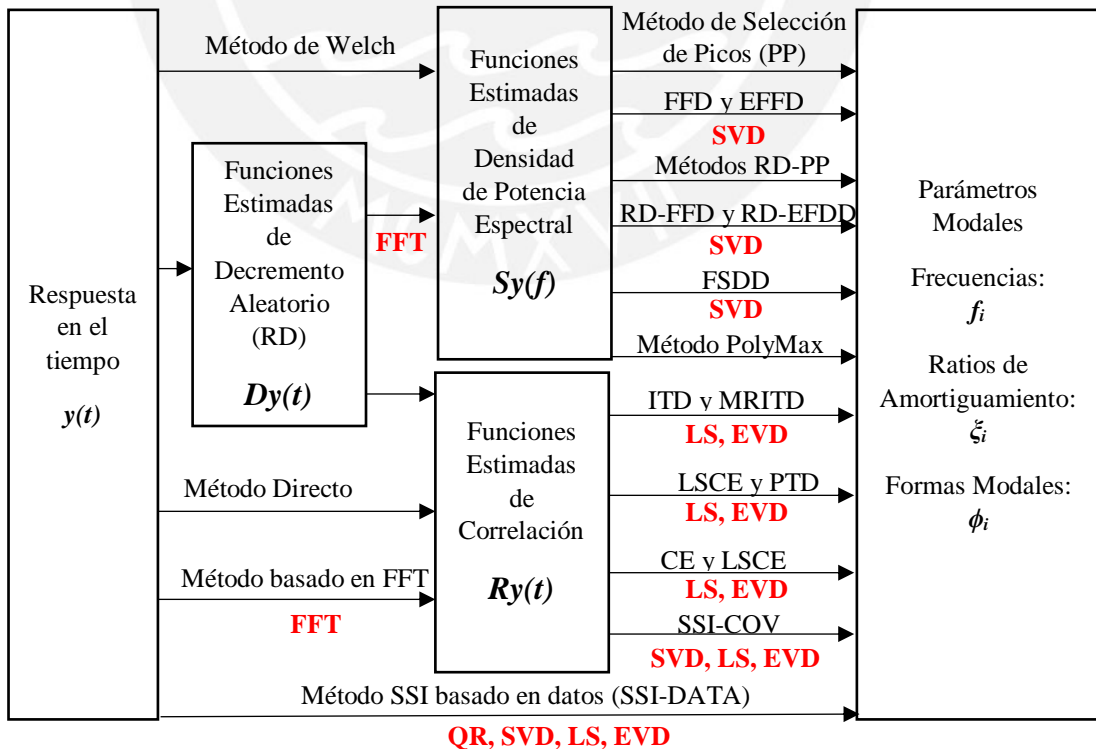 Respuesta
en el
tiempo
y(t)
Método de Welch
Funciones
Estimadas
de
Decremento
Aleatorio
(RD)
Dy(t)
FFT
Método Directo
Método basado en FFT
FFT
Funciones
Estimadas
de
Densidad
de Potencia
Espectral
Sy(f)
Funciones
Estimadas
de
Correlación
Ry(t)
Método de Selección
de Picos (PP)
FFD y EFFD
SVD
Métodos RD-PP
RD-FFD y RD-EFDD
SVD
FSDD
SVD
Método PolyMax
ITD y MRITD
LS, EVD
LSCE y PTD
LS, EVD
CE y LSCE
LS, EVD
SSI-COV
SVD, LS, EVD
Método SSI basado en datos (SSI-DATA)
QR, SVD, LS, EVD
Parámetros
Modales
Frecuencias:
fi
Ratios de
Amortiguamiento:
ξi
Formas Modales:
ϕi
MCMXVII